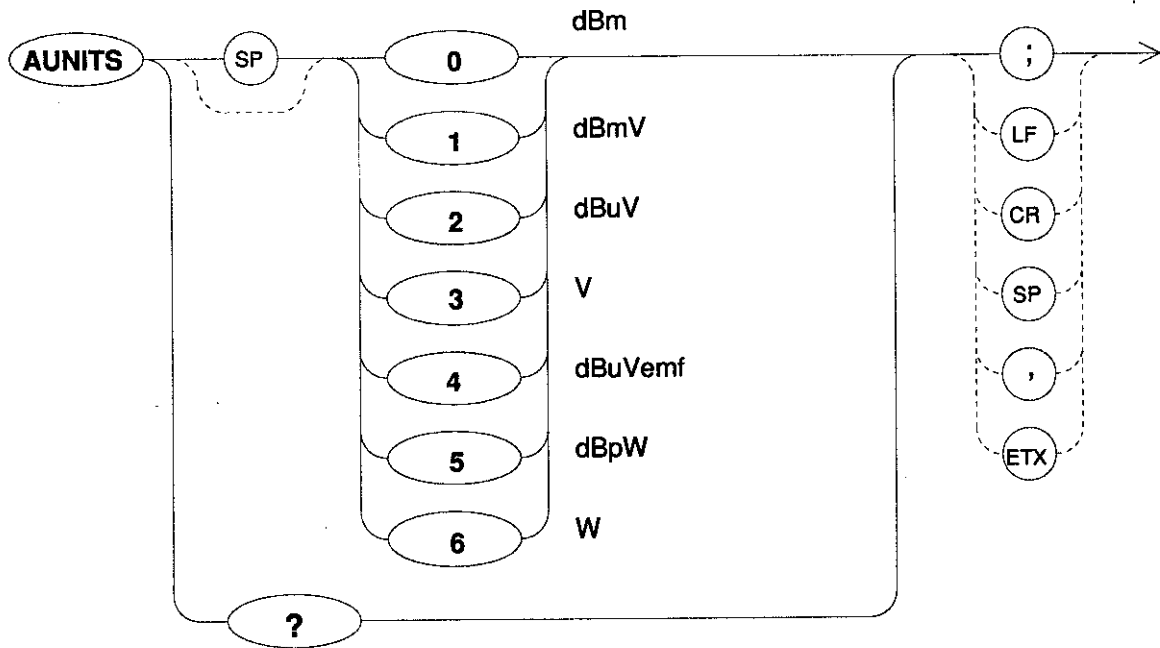 dBm
AUNITS SP 0 ;
1 dBmV LF
2 dBuV CR
3 V SP
4 dBuVemf ,
5 dBpW ETX
6 W
?